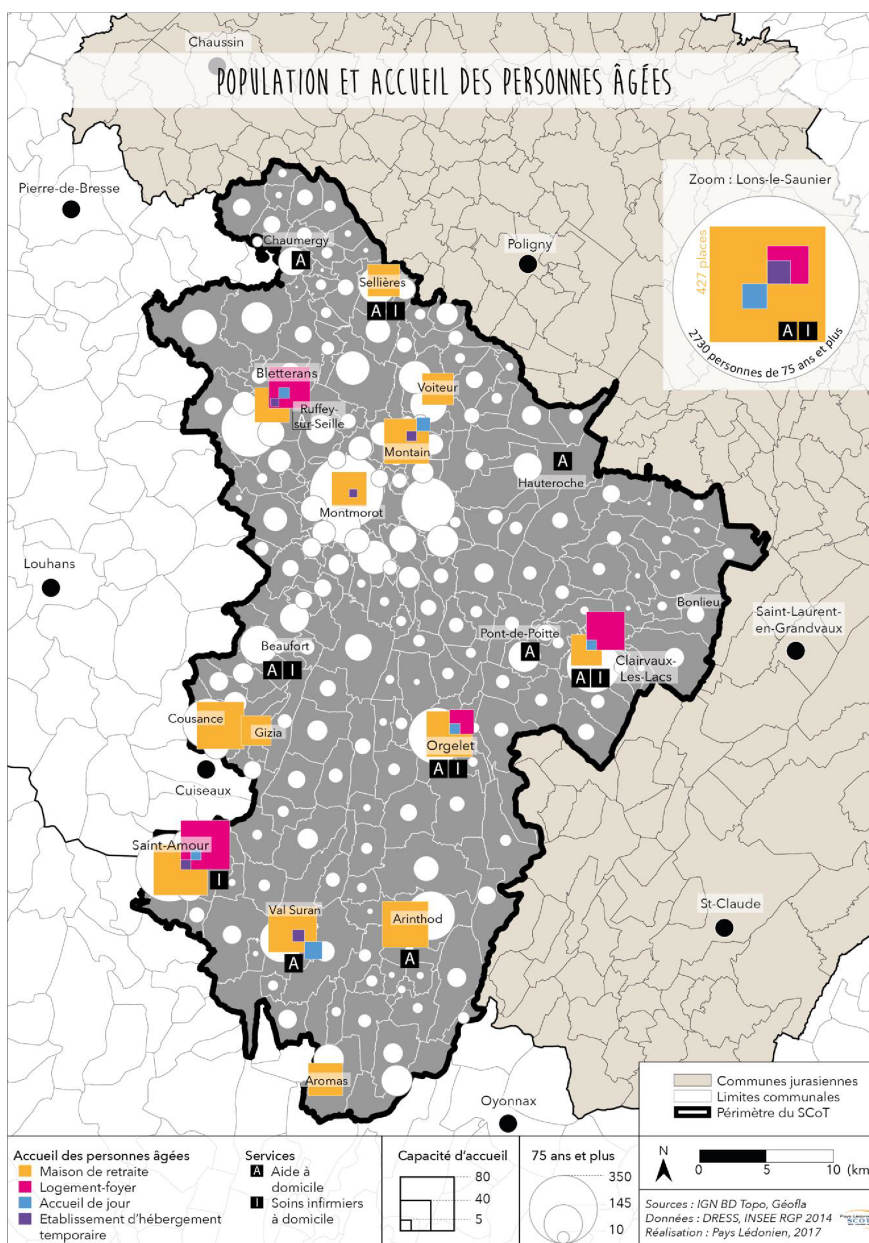 Chaussin
POPULATION ET ACCUEIL DES PERSONNES ÂGÉES
Pierre-de-Bresse
Zoom : Lons-le-Saunier
427 places
A I
2730 personnes de 75 ans et plus
Chaumergy
A
Poligny
Sellières
A I
Bletterans
Voiteur
Ruffey-
sur-Seille
A
Montain
A
Hauteroche
Montmorot
Louhans
Bonlieu
Saint-Laurent-
en-Grandvaux
Pont-de-Poitte
A
Beaufort
A I
Clairvaux-
Les-Lacs
A I
Cousance
Gizia
Orgelet
A I
Cuiseaux
Saint-Amour
I
Val Suran
A
Arinthod
A
St-Claude
Aromas
Oyonnax
Communes jurasiennes
Limites communales
Périmètre du SCoT
Accueil des personnes âgées
Maison de retraite
Logement-foyer
Accueil de jour
Etablissement d'hébergement
temporaire
Services
A Aide à
domicile
I Soins infirmiers
à domicile
Capacité d'accueil
80
40
5
75 ans et plus
350
145
10
N
0 5 10 (km)
Sources : IGN BD Topo, Géofla
Données : DRESS, INSEE RGP 2014
Réalisation : Pays Lédonien, 2017
Pays Lédonien
SCOT